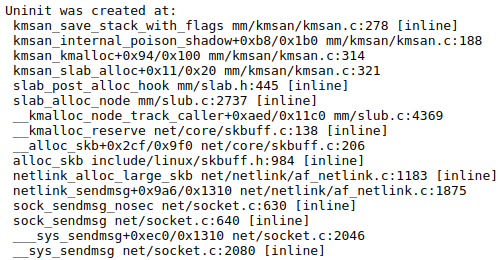 Uninit was created at:
kmsan_save_stack_with_flags mm/kmsan/kmsan.c:278 [inline]
kmsan_internal_poison_shadow+0xb8/0x1b0 mm/kmsan/kmsan.c:188
kmsan_kmalloc+0x94/0x100 mm/kmsan/kmsan.c:314
kmsan_slab_alloc+0x11/0x20 mm/kmsan/kmsan.c:321
slab_post_alloc_hook mm/slab.h:445 [inline]
slab_alloc_node mm/slub.c:2737 [inline]
__kmalloc_node_track_caller+0xaed/0x11c0 mm/slub.c:4369
__kmalloc_reserve net/core/skbuff.c:138 [inline]
__alloc_skb+0x2cf/0x9f0 net/core/skbuff.c:206
alloc_skb include/linux/skbuff.h:984 [inline]
netlink_alloc_large_skb net/netlink/af_netlink.c:1183 [inline]
netlink_sendmsg+0x9a6/0x1310 net/netlink/af_netlink.c:1875
sock_sendmsg_nosec net/socket.c:630 [inline]
sock_sendmsg net/socket.c:640 [inline]
___sys_sendmsg+0xec0/0x1310 net/socket.c:2046
__sys_sendmsg net/socket.c:2080 [inline]